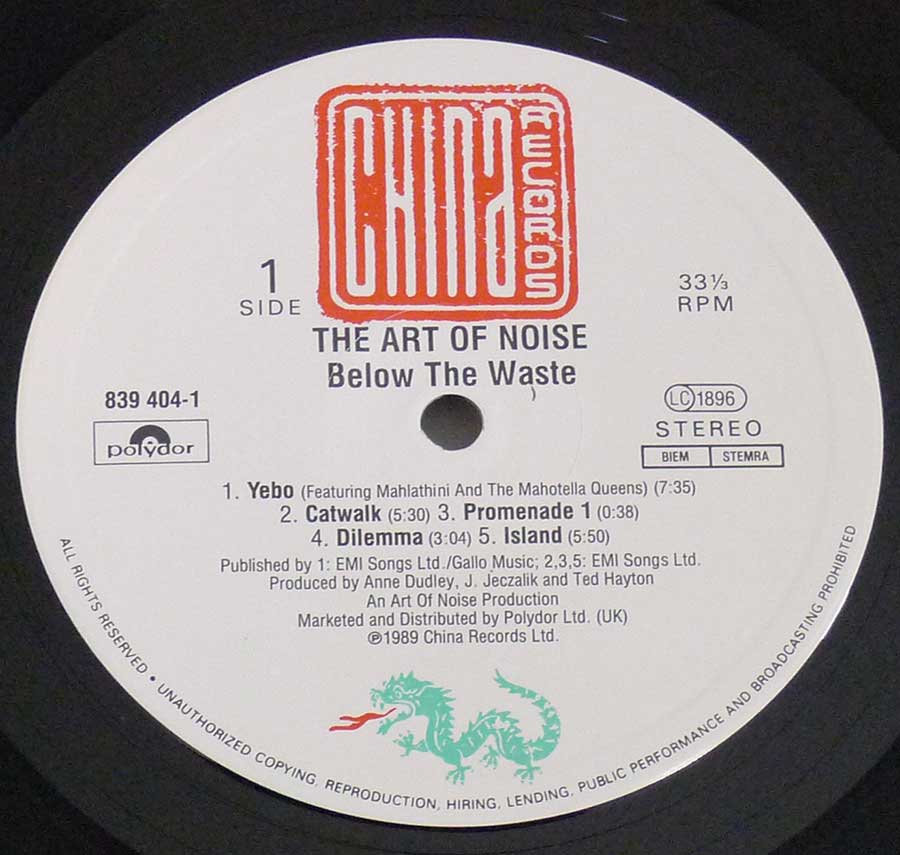 CHINA RECORDS
1
SIDE
33⅓
RPM
THE ART OF NOISE
Below The Waste
839 404-1
polydor
LC 1896
STEREO
BIEM STEMRA
1. Yebo (Featuring Mahlathini And The Mahotella Queens) (7:35)
2. Catwalk (5:30) 3. Promenade 1 (0:38)
4. Dilemma (3:04) 5. Island (5:50)
Published by 1: EMI Songs Ltd./Gallo Music; 2,3,5: EMI Songs Ltd.
Produced by Anne Dudley, J. Jeczalik and Ted Hayton
An Art Of Noise Production
Marketed and Distributed by Polydor Ltd. (UK)
℗1989 China Records Ltd.
ALL RIGHTS RESERVED • UNAUTHORIZED COPYING, REPRODUCTION, HIRING, LENDING, PUBLIC PERFORMANCE AND BROADCASTING PROHIBITED